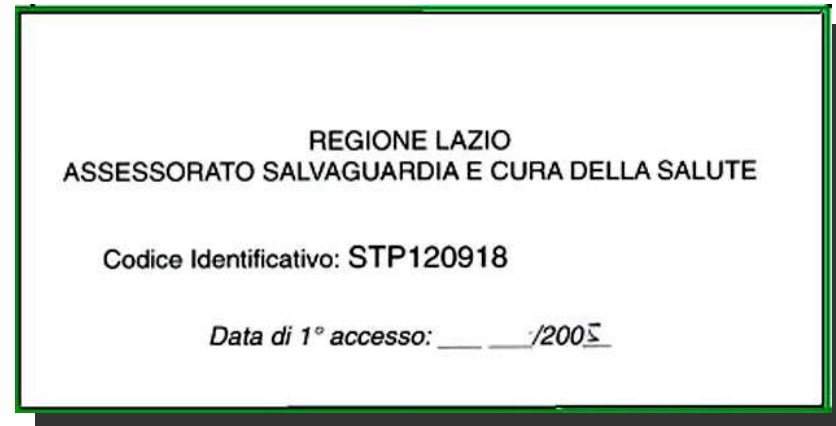 REGIONE LAZIO
ASSESSORATO SALVAGUARDIA E CURA DELLA SALUTE
Codice Identificativo: STP120918
Data di 1° accesso: ___ ___/2005